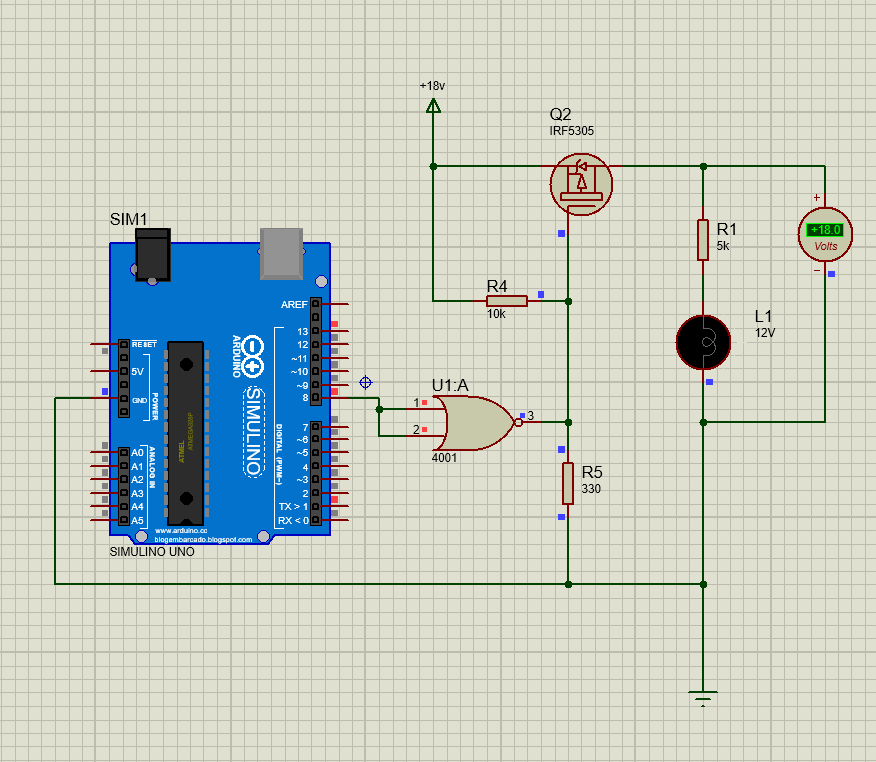 +18v
Q2
IRF5305
SIM1
R1
5k
+
+18.0
Volts
−
R4
10k
L1
12V
AREF
RESET
5V
GND
POWER
ARDUINO
SIMULINO
13
12
~11
~10
~9
8
7
~6
~5
4
~3
2
TX > 1
RX < 0
DIGITAL (PWM~)
ANALOG IN
A0
A1
A2
A3
A4
A5
ATMEL
ATMEGA328P
www.arduino.cc
blogembarcado.blogspot.com
SIMULINO UNO
U1:A
1
2
3
4001
R5
330